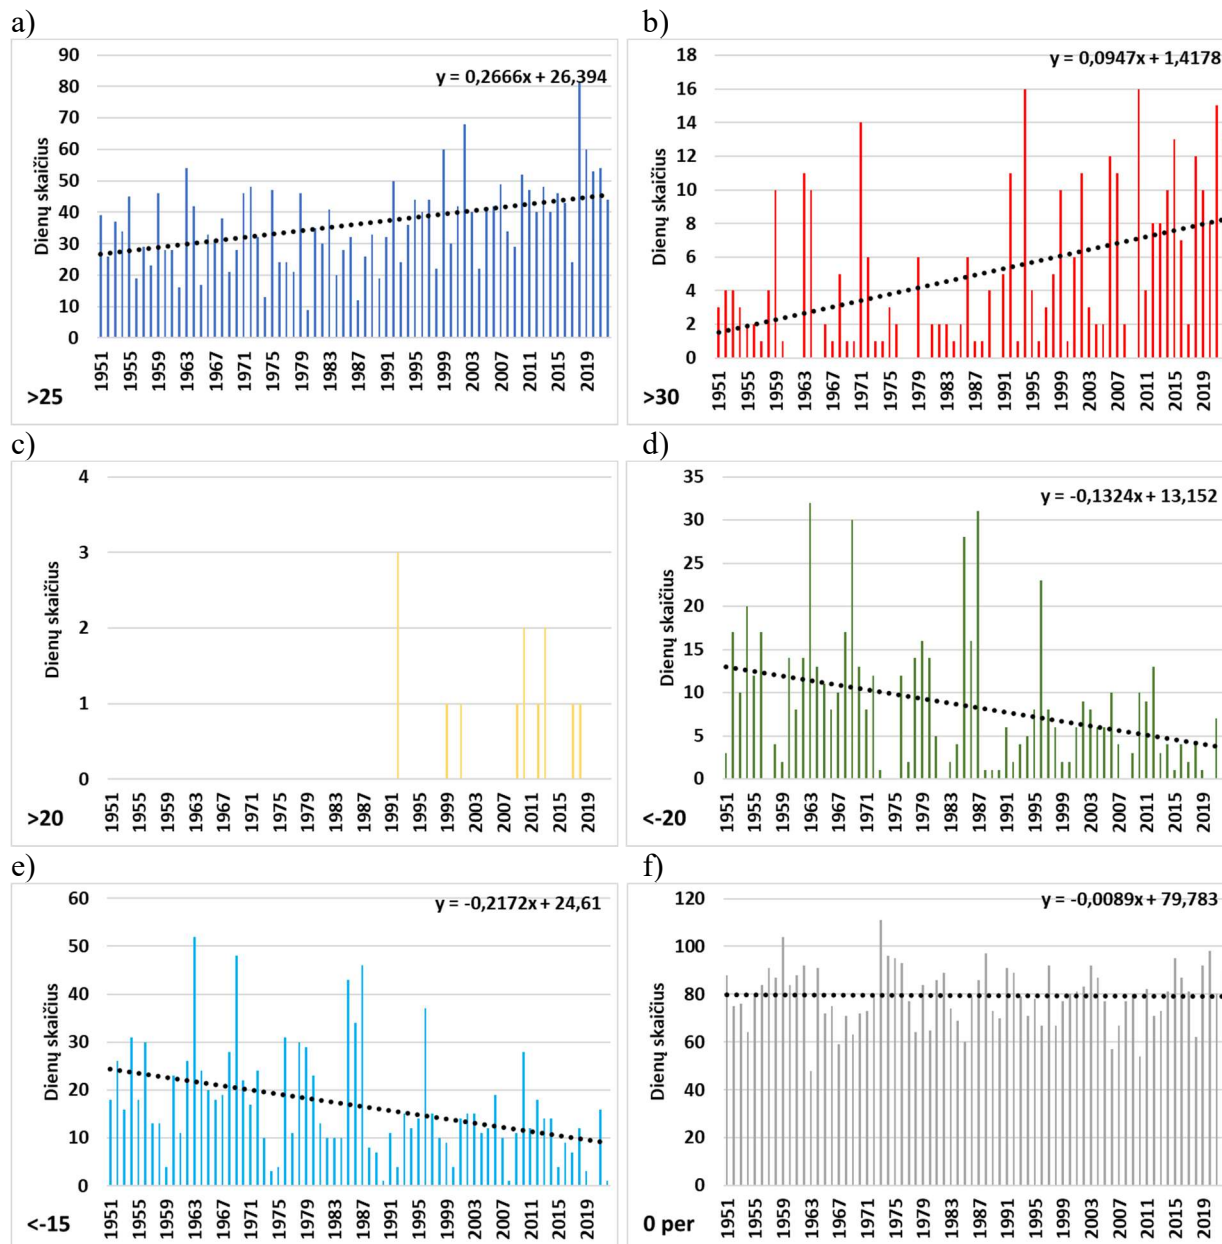 a)
90
80
70
60
50
40
30
20
10
0
Dienų skaičius
y = 0,2666x + 26,394
1951 1955 1959 1963 1967 1971 1975 1979 1983 1987 1991 1995 1999 2003 2007 2011 2015 2019
>25
b)
18
16
14
12
10
8
6
4
2
0
Dienų skaičius
y = 0,0947x + 1,4178
1951 1955 1959 1963 1967 1971 1975 1979 1983 1987 1991 1995 1999 2003 2007 2011 2015 2019
>30
c)
4
3
2
1
0
Dienų skaičius
1951 1955 1959 1963 1967 1971 1975 1979 1983 1987 1991 1995 1999 2003 2007 2011 2015 2019
>20
d)
35
30
25
20
15
10
5
0
Dienų skaičius
y = -0,1324x + 13,152
1951 1955 1959 1963 1967 1971 1975 1979 1983 1987 1991 1995 1999 2003 2007 2011 2015 2019
<-20
e)
60
50
40
30
20
10
0
Dienų skaičius
y = -0,2172x + 24,61
1951 1955 1959 1963 1967 1971 1975 1979 1983 1987 1991 1995 1999 2003 2007 2011 2015 2019
<-15
f)
120
100
80
60
40
20
0
Dienų skaičius
y = -0,0089x + 79,783
1951 1955 1959 1963 1967 1971 1975 1979 1983 1987 1991 1995 1999 2003 2007 2011 2015 2019
0 per